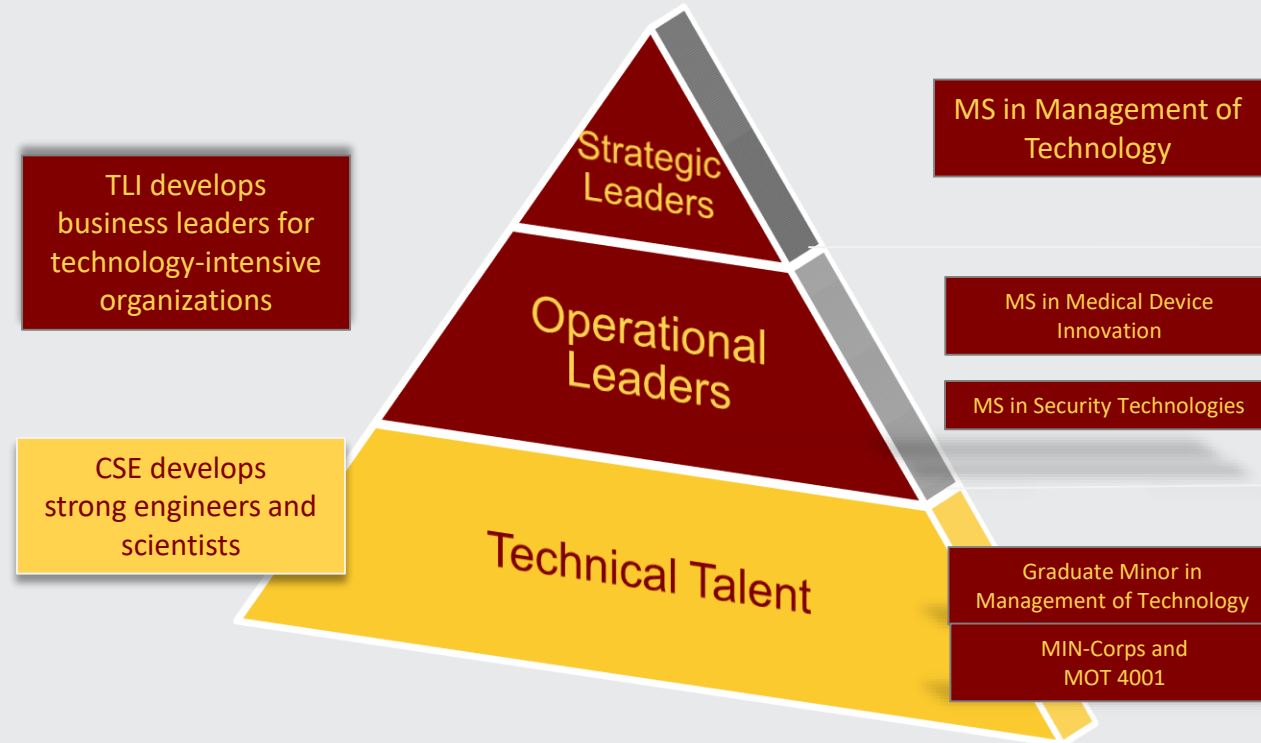 TLI develops
business leaders for
technology-intensive
organizations
CSE develops
strong engineers and
scientists
Strategic
Leaders
Operational
Leaders
Technical Talent
MS in Management of
Technology
MS in Medical Device
Innovation
MS in Security Technologies
Graduate Minor in
Management of Technology
MIN-Corps and
MOT 4001